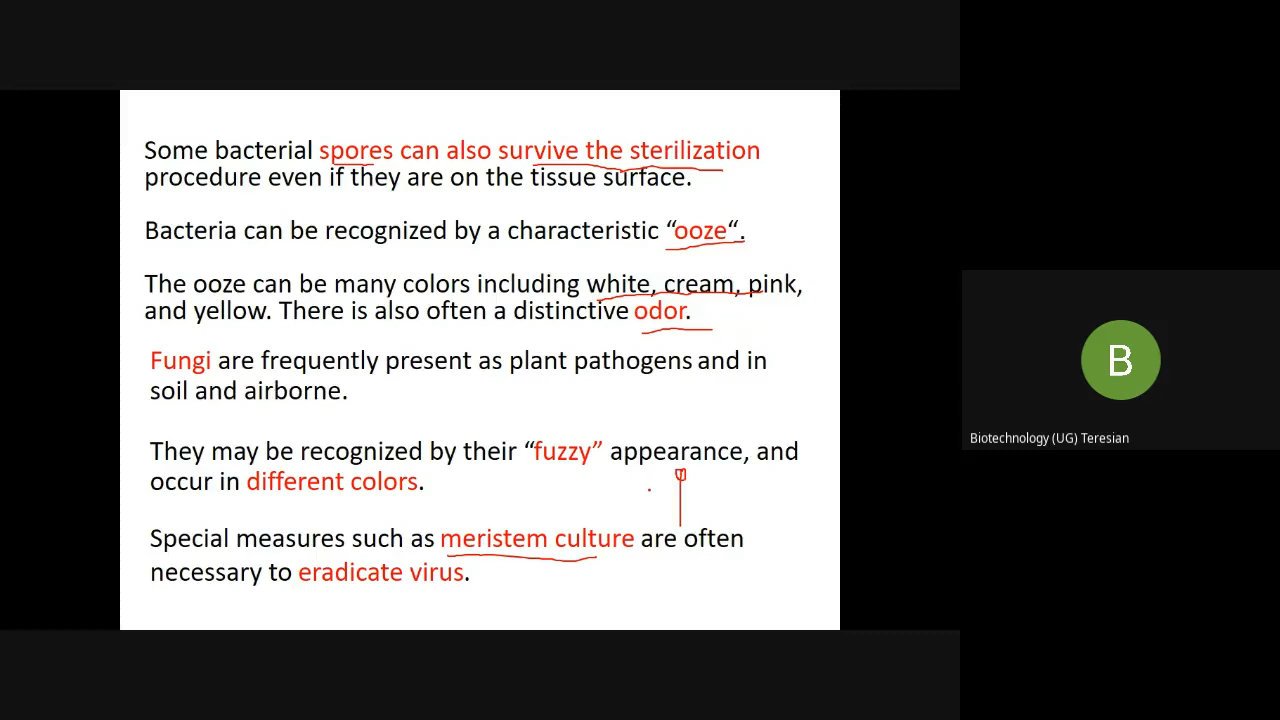 Some bacterial spores can also survive the sterilization
procedure even if they are on the tissue surface.
Bacteria can be recognized by a characteristic “ooze“.
The ooze can be many colors including white, cream, pink,
and yellow. There is also often a distinctive odor.
Fungi are frequently present as plant pathogens and in
soil and airborne.
They may be recognized by their “fuzzy” appearance, and
occur in different colors.
Special measures such as meristem culture are often
necessary to eradicate virus.
B
Biotechnology (UG) Teresian